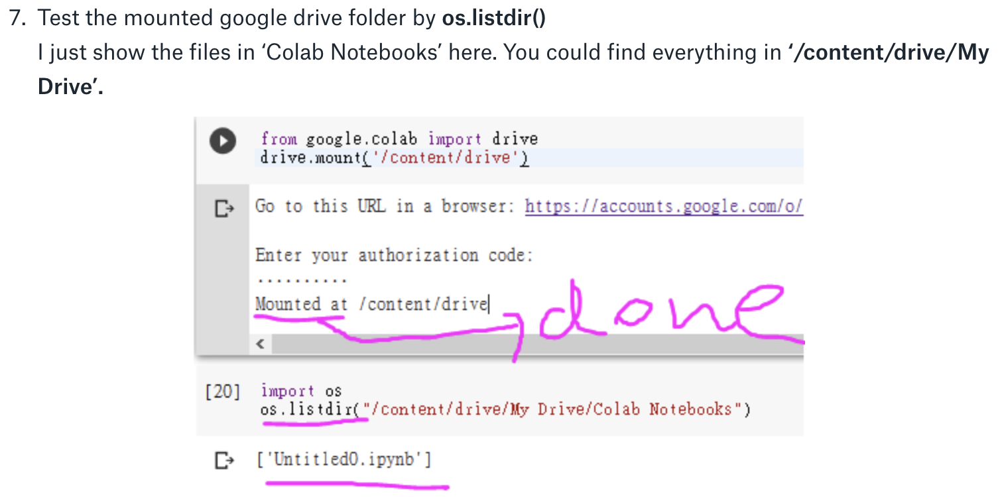 7. Test the mounted google drive folder by os.listdir()
I just show the files in ‘Colab Notebooks’ here. You could find everything in ‘/content/drive/My
Drive’.
from google.colab import drive
drive.mount('/content/drive')
Go to this URL in a browser: https://accounts.google.com/o/
Enter your authorization code:
··········
Mounted at /content/drive
done
[20] import os
os.listdir("/content/drive/My Drive/Colab Notebooks")
['Untitled0.ipynb']